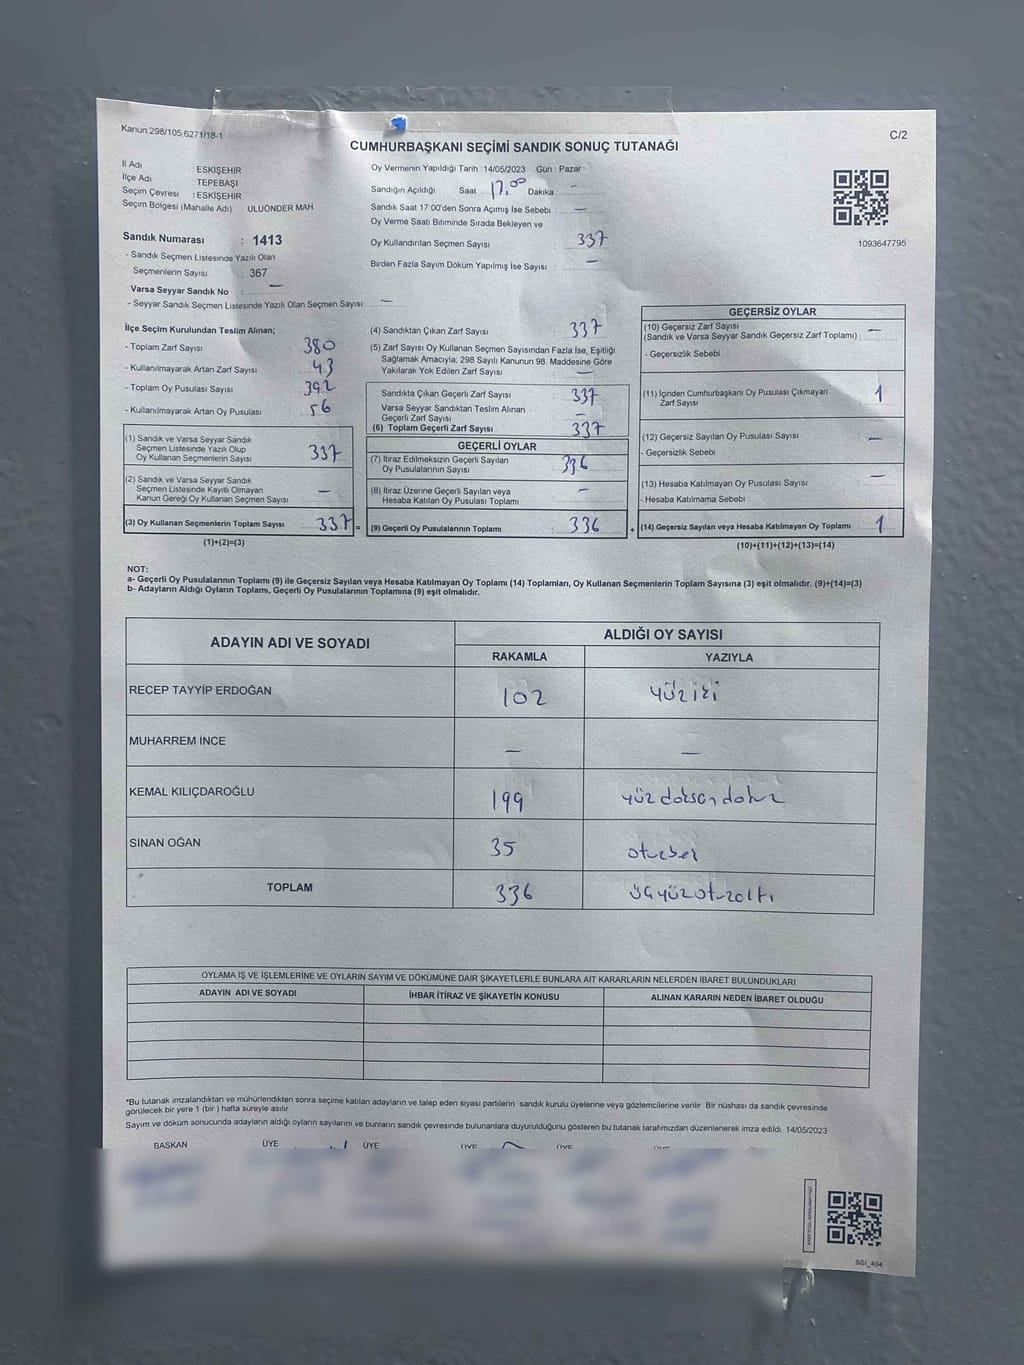 Kanun 298/105,6271/18-1
C/2
CUMHURBAŞKANI SEÇİMİ SANDIK SONUÇ TUTANAĞI
İl Adı : ESKİŞEHİR
İlçe Adı : TEPEBAŞI
Seçim Çevresi : ESKİŞEHİR
Seçim Bölgesi (Mahalle Adı) : ULUÖNDER MAH
Sandık Numarası : 1413
- Sandık Seçmen Listesinde Yazılı Olan
Seçmenlerin Sayısı : 367
Varsa Seyyar Sandık No : —
- Seyyar Sandık Seçmen Listesinde Yazılı Olan Seçmen Sayısı: —
Oy Vermenin Yapıldığı Tarih 14/05/2023 Gün : Pazar
Sandığın Açıldığı Saat 17,00 Dakika —
Sandık Saat 17:00'den Sonra Açımış İse Sebebi : —
Oy Verme Saati Bitiminde Sırada Bekleyen ve
Oy Kullandırılan Seçmen Sayısı : 337
Birden Fazla Sayım Döküm Yapılmış İse Sayısı : —
1093647795
İlçe Seçim Kurulundan Teslim Alınan;
- Toplam Zarf Sayısı 380
- Kullanılmayarak Artan Zarf Sayısı 43
- Toplam Oy Pusulası Sayısı 392
- Kullanılmayarak Artan Oy Pusulası 56
(1) Sandık ve Varsa Seyyar Sandık
Seçmen Listesinde Yazılı Olup
Oy Kullanan Seçmenlerin Sayısı 337
(2) Sandık ve Varsa Seyyar Sandık
Seçmen Listesinde Kayıtlı Olmayan
Kanun Gereği Oy Kullanan Seçmen Sayısı —
(3) Oy Kullanan Seçmenlerin Toplam Sayısı 337 =
(1)+(2)=(3)
(4) Sandıktan Çıkan Zarf Sayısı : 337
(5) Zarf Sayısı Oy Kullanan Seçmen Sayısından Fazla İse, Eşitliği
Sağlamak Amacıyla; 298 Sayılı Kanunun 98. Maddesine Göre
Yakılarak Yok Edilen Zarf Sayısı : —
Sandıkta Çıkan Geçerli Zarf Sayısı 337
Varsa Seyyar Sandıktan Teslim Alınan
Geçerli Zarf Sayısı —
(6) Toplam Geçerli Zarf Sayısı 337
GEÇERLİ OYLAR
(7) İtiraz Edilmeksizin Geçerli Sayılan
Oy Pusulalarının Sayısı 336
(8) İtiraz Üzerine Geçerli Sayılan veya
Hesaba Katılan Oy Pusulası Toplamı —
(9) Geçerli Oy Pusulalarının Toplamı 336 +
GEÇERSİZ OYLAR
(10) Geçersiz Zarf Sayısı
(Sandık ve Varsa Seyyar Sandık Geçersiz Zarf Toplamı) : —
- Geçersizlik Sebebi
(11) İçinden Cumhurbaşkanı Oy Pusulası Çıkmayan
Zarf Sayısı 1
(12) Geçersiz Sayılan Oy Pusulası Sayısı —
- Geçersizlik Sebebi
(13) Hesaba Katılmayan Oy Pusulası Sayısı —
- Hesaba Katılmama Sebebi
(14) Geçersiz Sayılan veya Hesaba Katılmayan Oy Toplamı 1
(10)+(11)+(12)+(13)=(14)
NOT:
a- Geçerli Oy Pusulalarının Toplamı (9) ile Geçersiz Sayılan veya Hesaba Katılmayan Oy Toplamı (14) Toplamları, Oy Kullanan Seçmenlerin Toplam Sayısına (3) eşit olmalıdır. (9)+(14)=(3)
b- Adayların Aldığı Oyların Toplamı, Geçerli Oy Pusulalarının Toplamına (9) eşit olmalıdır.
ADAYIN ADI VE SOYADI
ALDIĞI OY SAYISI
RAKAMLA YAZIYLA
RECEP TAYYİP ERDOĞAN 102 yüz iki
MUHARREM İNCE — —
KEMAL KILIÇDAROĞLU 199 yüz doksan dokuz
SİNAN OĞAN 35 otuzbeş
TOPLAM 336 üçyüzotuzaltı
OYLAMA İŞ VE İŞLEMLERİNE VE OYLARIN SAYIM VE DÖKÜMÜNE DAİR ŞİKAYETLERLE BUNLARA AİT KARARLARIN NELERDEN İBARET BULUNDUKLARI
ADAYIN ADI VE SOYADI İHBAR İTİRAZ VE ŞİKAYETİN KONUSU ALINAN KARARIN NEDEN İBARET OLDUĞU
*Bu tutanak imzalandıktan ve mühürlendikten sonra seçime katılan adayların ve talep eden siyasi partilerin sandık kurulu üyelerine veya gözlemcilerine verilir. Bir nüshası da sandık çevresinde
görülecek bir yere 1 (bir) hafta süreyle asılır
Sayım ve döküm sonucunda adayların aldığı oyların sayılarını ve bunların sandık çevresinde bulunanlara duyurulduğunu gösteren bu tutanak tarafımızdan düzenlenerek imza edildi. 14/05/2023
BAŞKAN ÜYE ÜYE ÜYE ÜYE
SSI_404